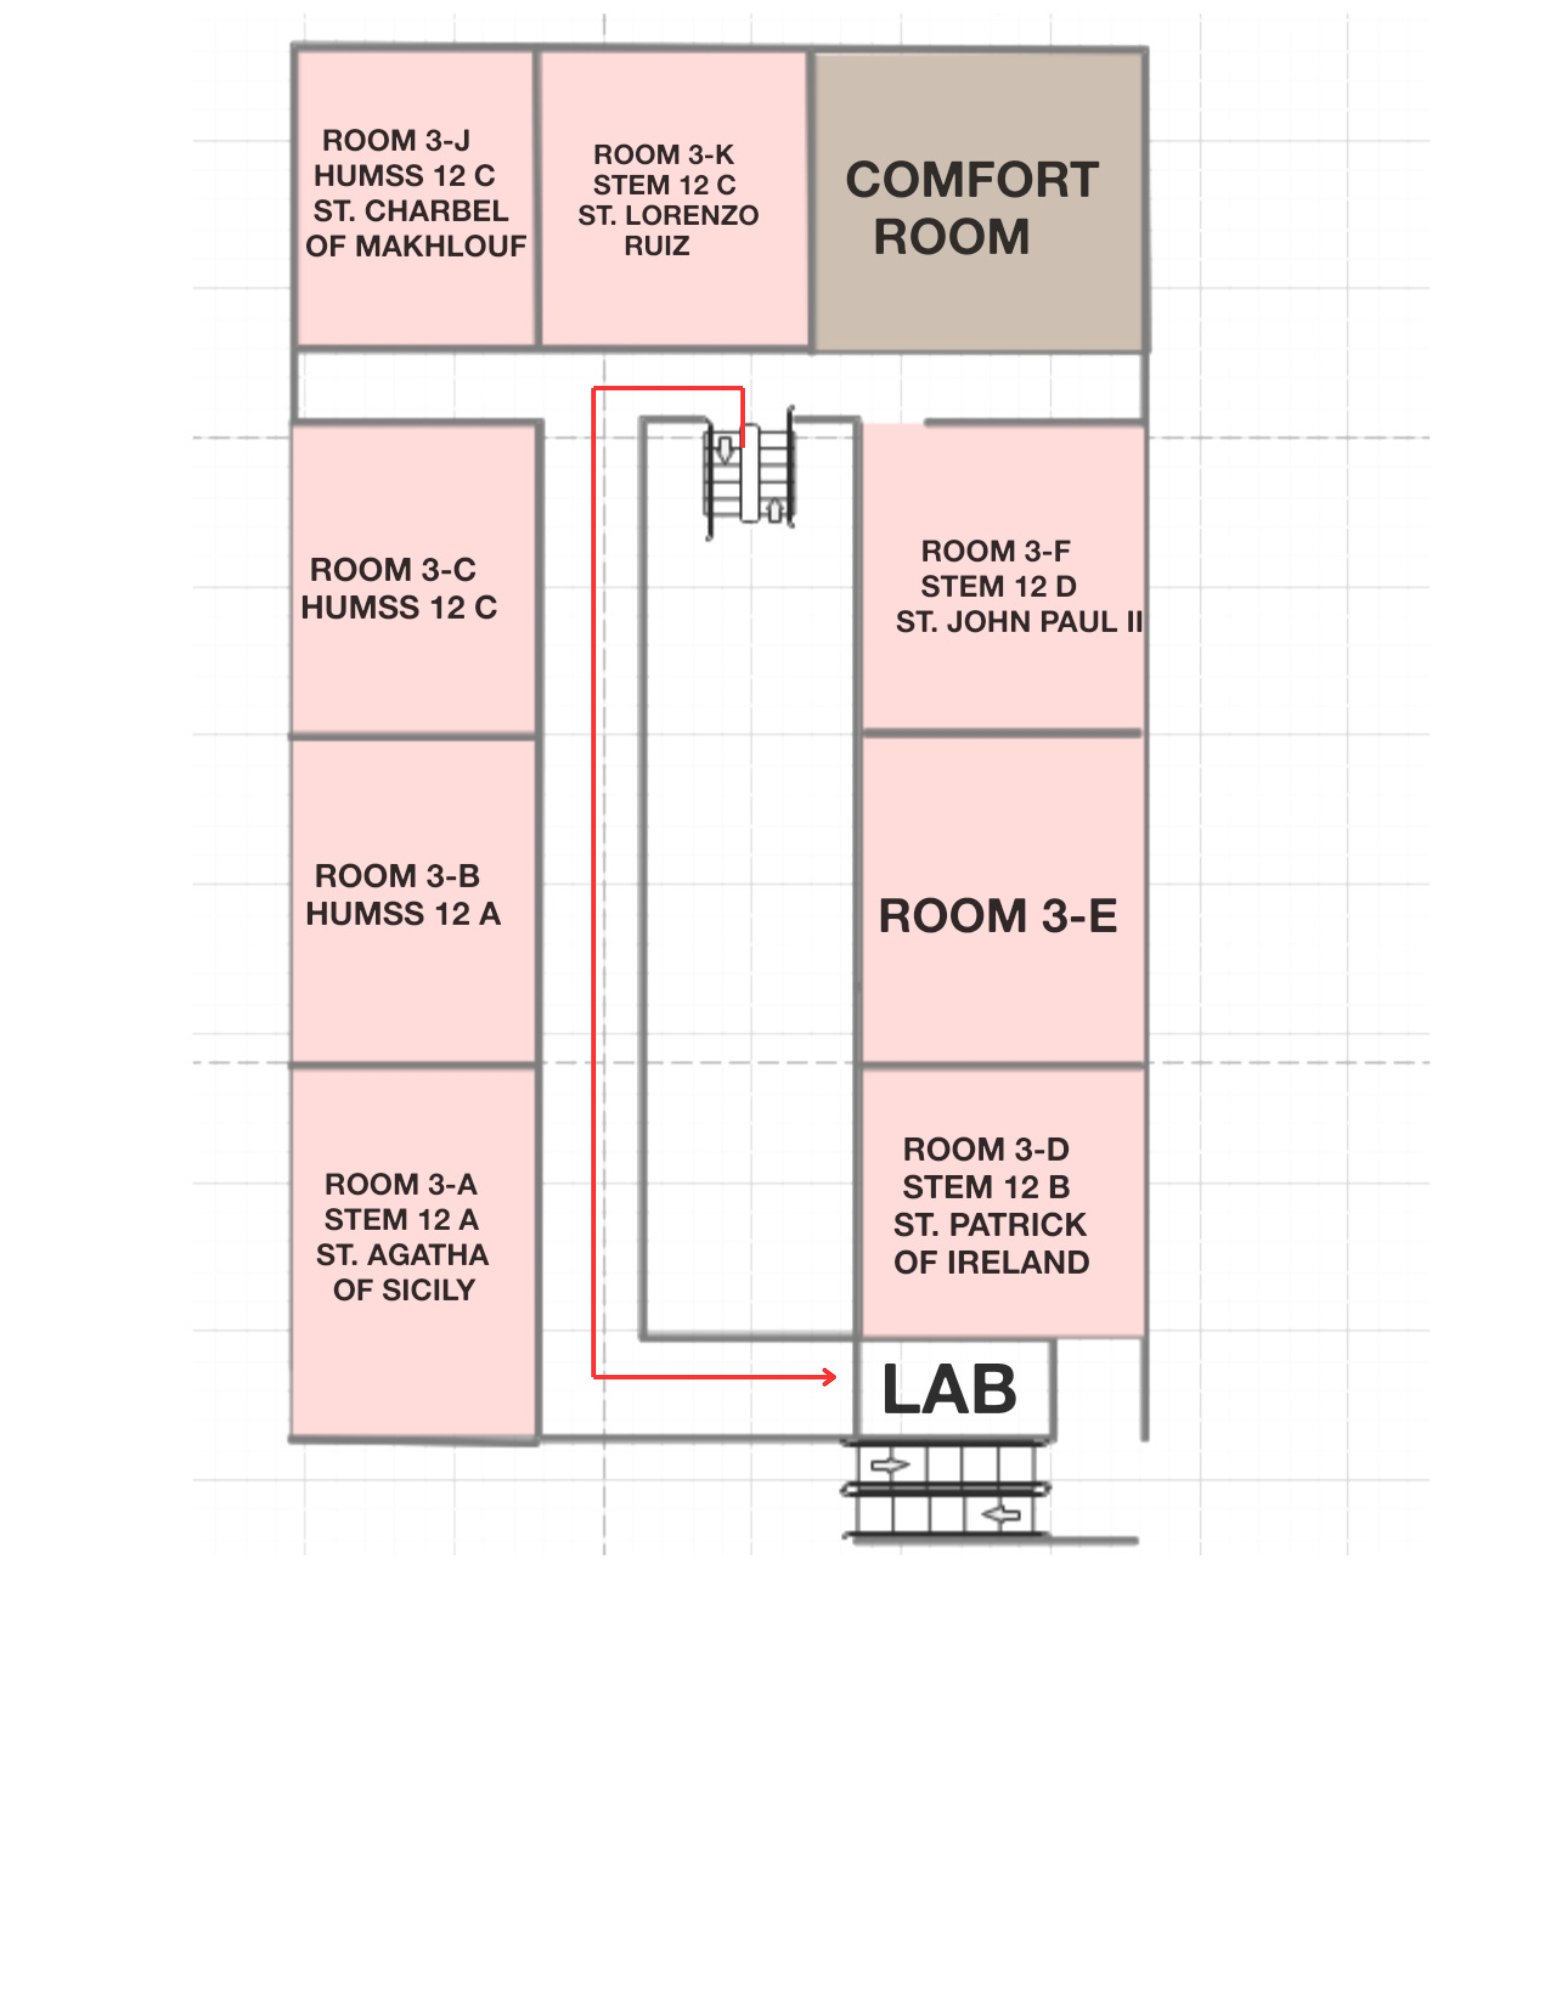 ROOM 3-J
HUMSS 12 C
ST. CHARBEL
OF MAKHLOUF
ROOM 3-K
STEM 12 C
ST. LORENZO
RUIZ
COMFORT
ROOM
ROOM 3-C
HUMSS 12 C
ROOM 3-F
STEM 12 D
ST. JOHN PAUL II
ROOM 3-B
HUMSS 12 A
ROOM 3-E
ROOM 3-A
STEM 12 A
ST. AGATHA
OF SICILY
ROOM 3-D
STEM 12 B
ST. PATRICK
OF IRELAND
LAB